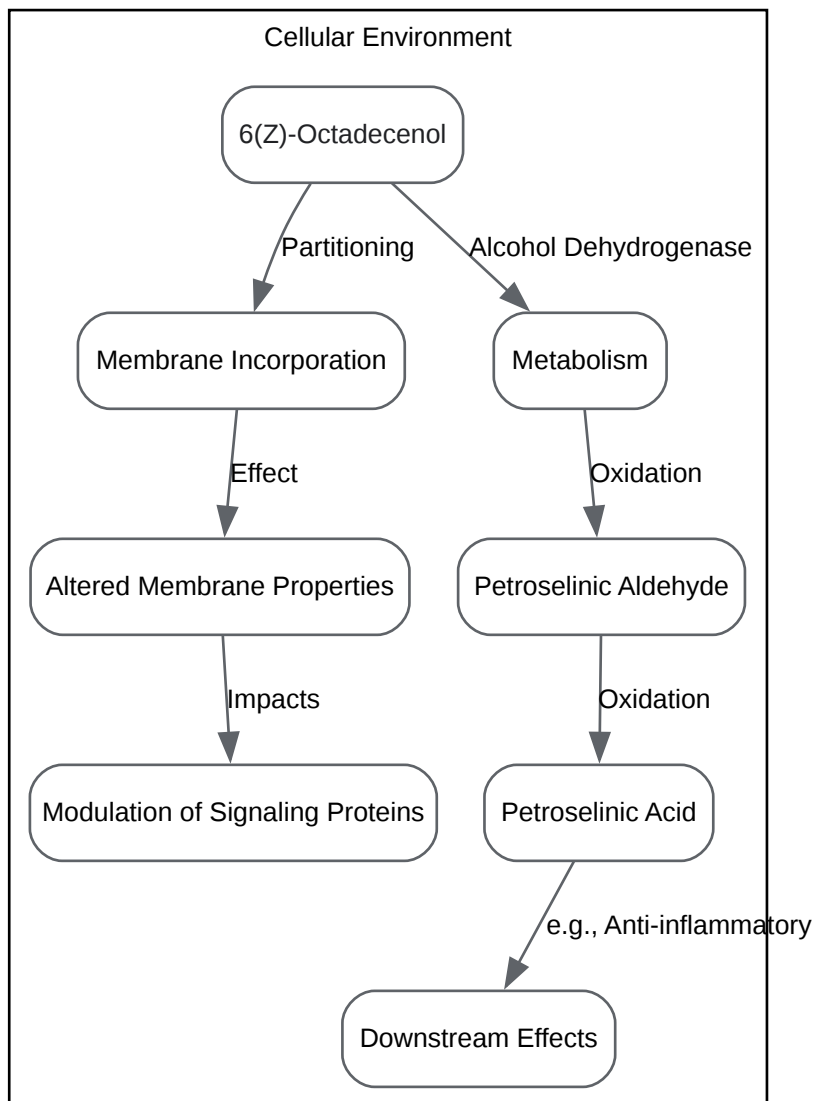 Cellular Environment
6(Z)-Octadecenol
Partitioning
Alcohol Dehydrogenase
Membrane Incorporation
Metabolism
Effect
Oxidation
Altered Membrane Properties
Petroselinic Aldehyde
Impacts
Oxidation
Modulation of Signaling Proteins
Petroselinic Acid
e.g., Anti-inflammatory
Downstream Effects